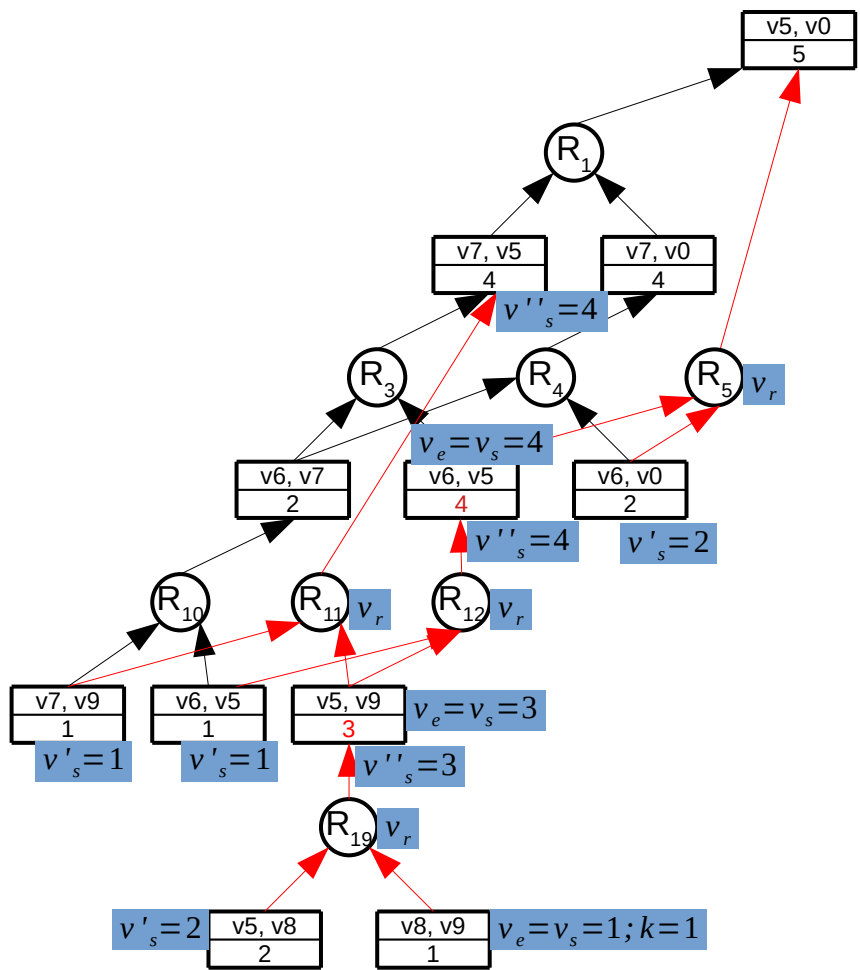 v5, v0
5
R1
v7, v5
4
v7, v0
4
v''s=4
R3
R4
R5
vr
ve=vs=4
v6, v7
2
v6, v5
4
v6, v0
2
v''s=4
v's=2
R10
R11
vr
R12
vr
v7, v9
1
v6, v5
1
v5, v9
3
ve=vs=3
v's=1
v's=1
v''s=3
R19
vr
v's=2
v5, v8
2
v8, v9
1
ve=vs=1;k=1